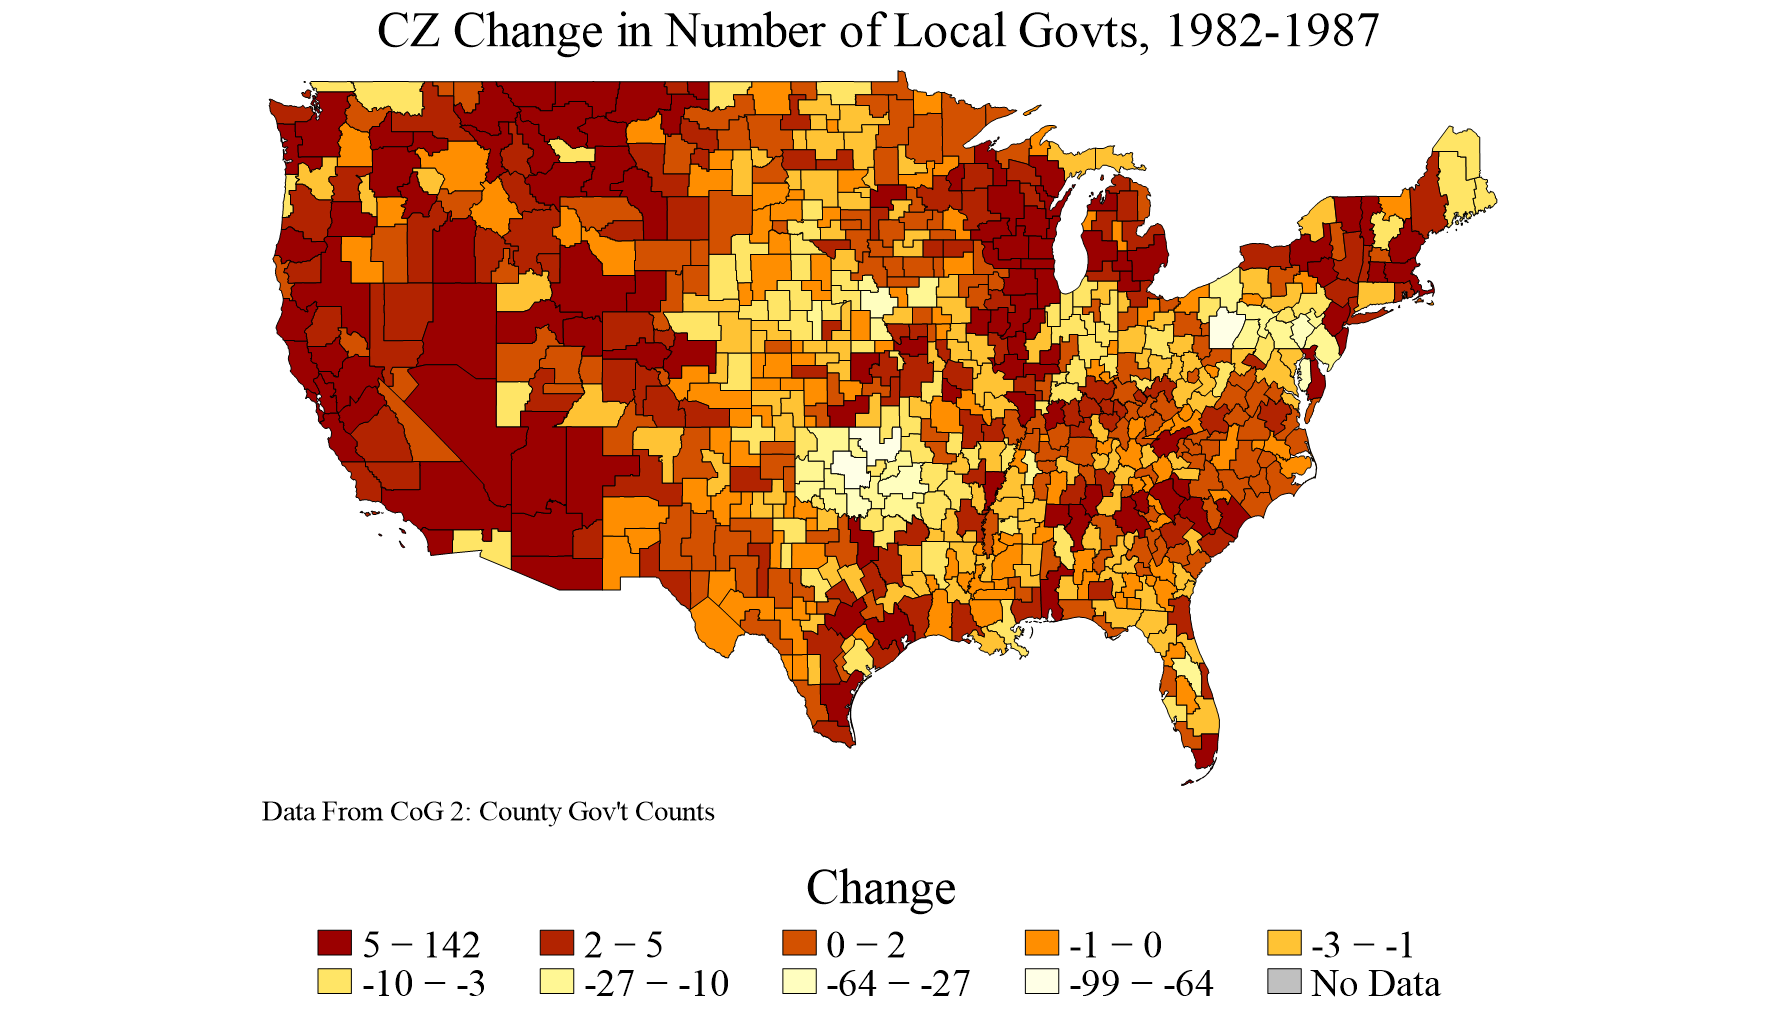 CZ Change in Number of Local Govts, 1982-1987
Data From CoG 2: County Gov't Counts
Change
5 − 142 2 − 5 0 − 2 -1 − 0 -3 − -1
-10 − -3 -27 − -10 -64 − -27 -99 − -64 No Data